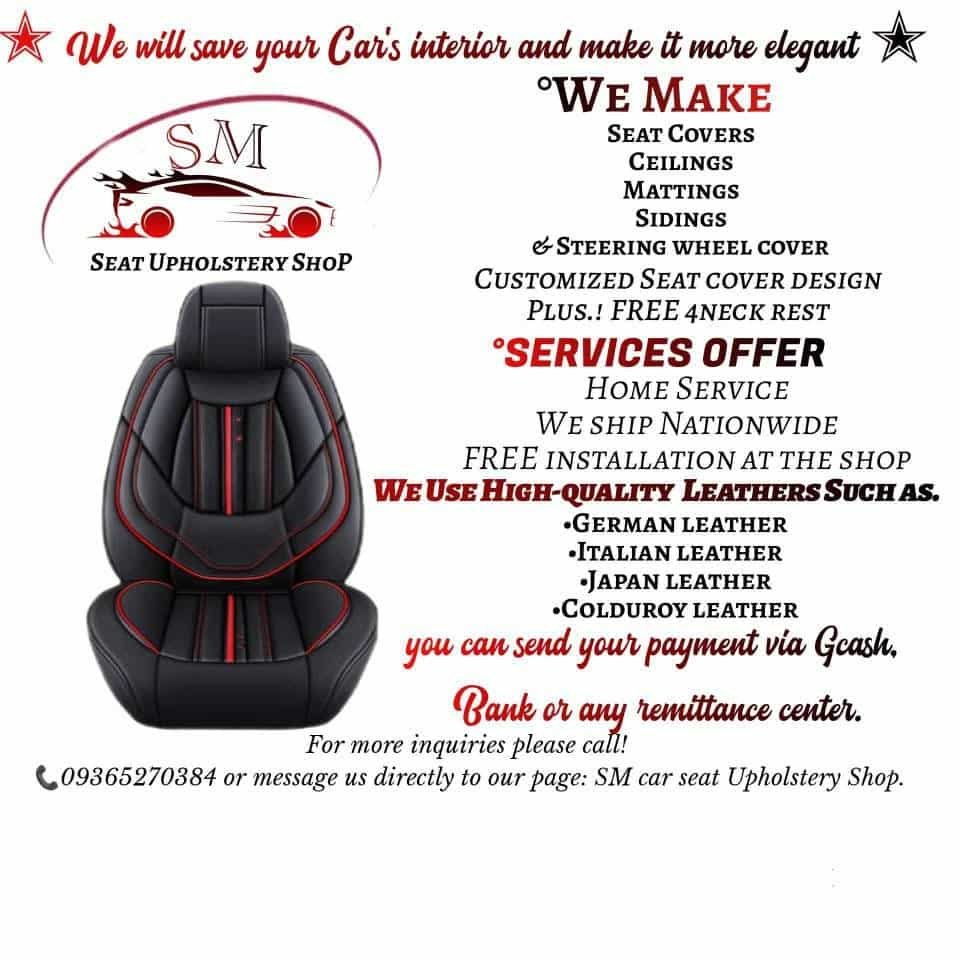 We will save your Car's interior and make it more elegant
SM
Seat Upholstery Shop
°We Make
Seat Covers
Ceilings
Mattings
Sidings
& Steering wheel cover
Customized Seat cover design
Plus.! FREE 4neck rest
°SERVICES OFFER
Home Service
We ship Nationwide
FREE installation at the shop
We Use High-quality Leathers Such as.
•German leather
•Italian leather
•Japan leather
•Colduroy leather
you can send your payment via Gcash,
Bank or any remittance center.
For more inquiries please call!
📞09365270384 or message us directly to our page: SM car seat Upholstery Shop.